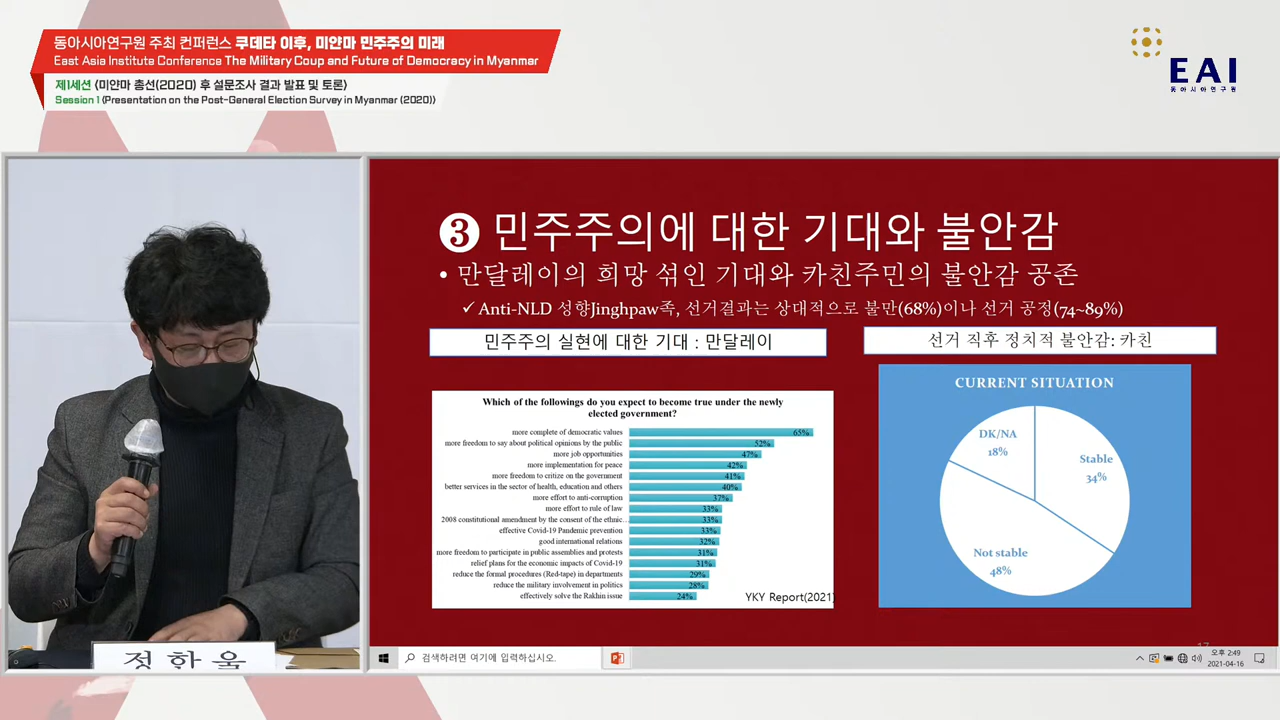 동아시아연구원 주최 컨퍼런스 쿠데타 이후, 미얀마 민주주의 미래
East Asia Institute Conference The Military Coup and Future of Democracy in Myanmar
제1세션 〈미얀마 총선(2020) 후 설문조사 결과 발표 및 토론〉
Session 1 〈Presentation on the Post-General Election Survey in Myanmar (2020)〉
EAI
동아시아연구원
❸ 민주주의에 대한 기대와 불안감
• 만달레이의 희망 섞인 기대와 카친주민의 불안감 공존
✓ Anti-NLD 성향Jinghpaw족, 선거결과는 상대적으로 불만(68%)이나 선거 공정(74~89%)
민주주의 실현에 대한 기대 : 만달레이
선거 직후 정치적 불안감: 카친
Which of the followings do you expect to become true under the newly
elected government?
more complete of democratic values 65%
more freedom to say about political opinions by the public 52%
more job opportunities 47%
more implementation for peace 42%
more freedom to critize on the government 41%
better services in the sector of health, education and others 40%
more effort to anti-corruption 37%
more effort to rule of law 33%
2008 constitutional amendment by the consent of the ethnic... 33%
effective Covid-19 Pandemic prevention 33%
good international relations 32%
more freedom to participate in public assemblies and protests 31%
relief plans for the economic impacts of Covid-19 31%
reduce the formal procedures (Red-tape) in departments 29%
reduce the military involvement in politics 28%
effectively solve the Rakhin issue 24%
YKY Report(2021)
CURRENT SITUATION
DK/NA
18%
Stable
34%
Not stable
48%
정한울
검색하려면 여기에 입력하십시오.
오후 2:49
2021-04-16